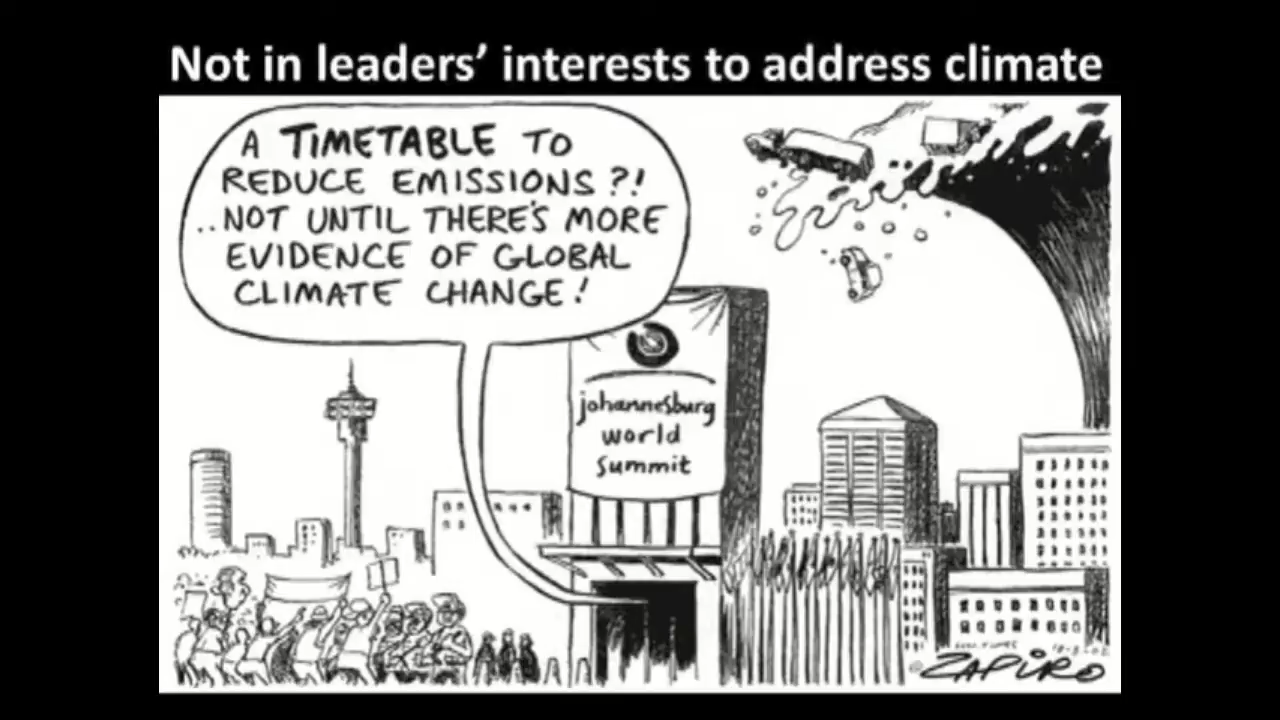 Not in leaders' interests to address climate
A TIMETABLE TO
REDUCE EMISSIONS ?!
..NOT UNTIL THERE'S MORE
EVIDENCE OF GLOBAL
CLIMATE CHANGE!
johannesburg
world
summit
ZAPIRO